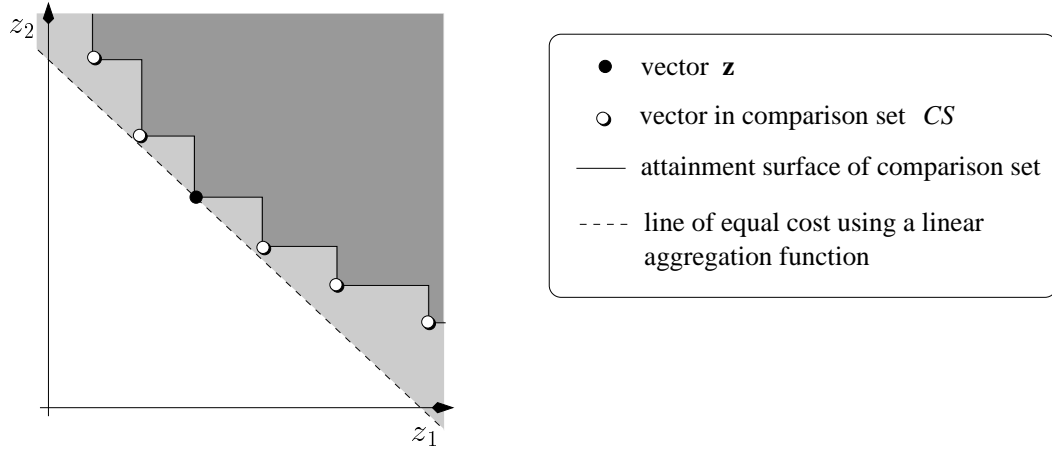 z2
z1
vector z
vector in comparison set CS
attainment surface of comparison set
line of equal cost using a linear
aggregation function